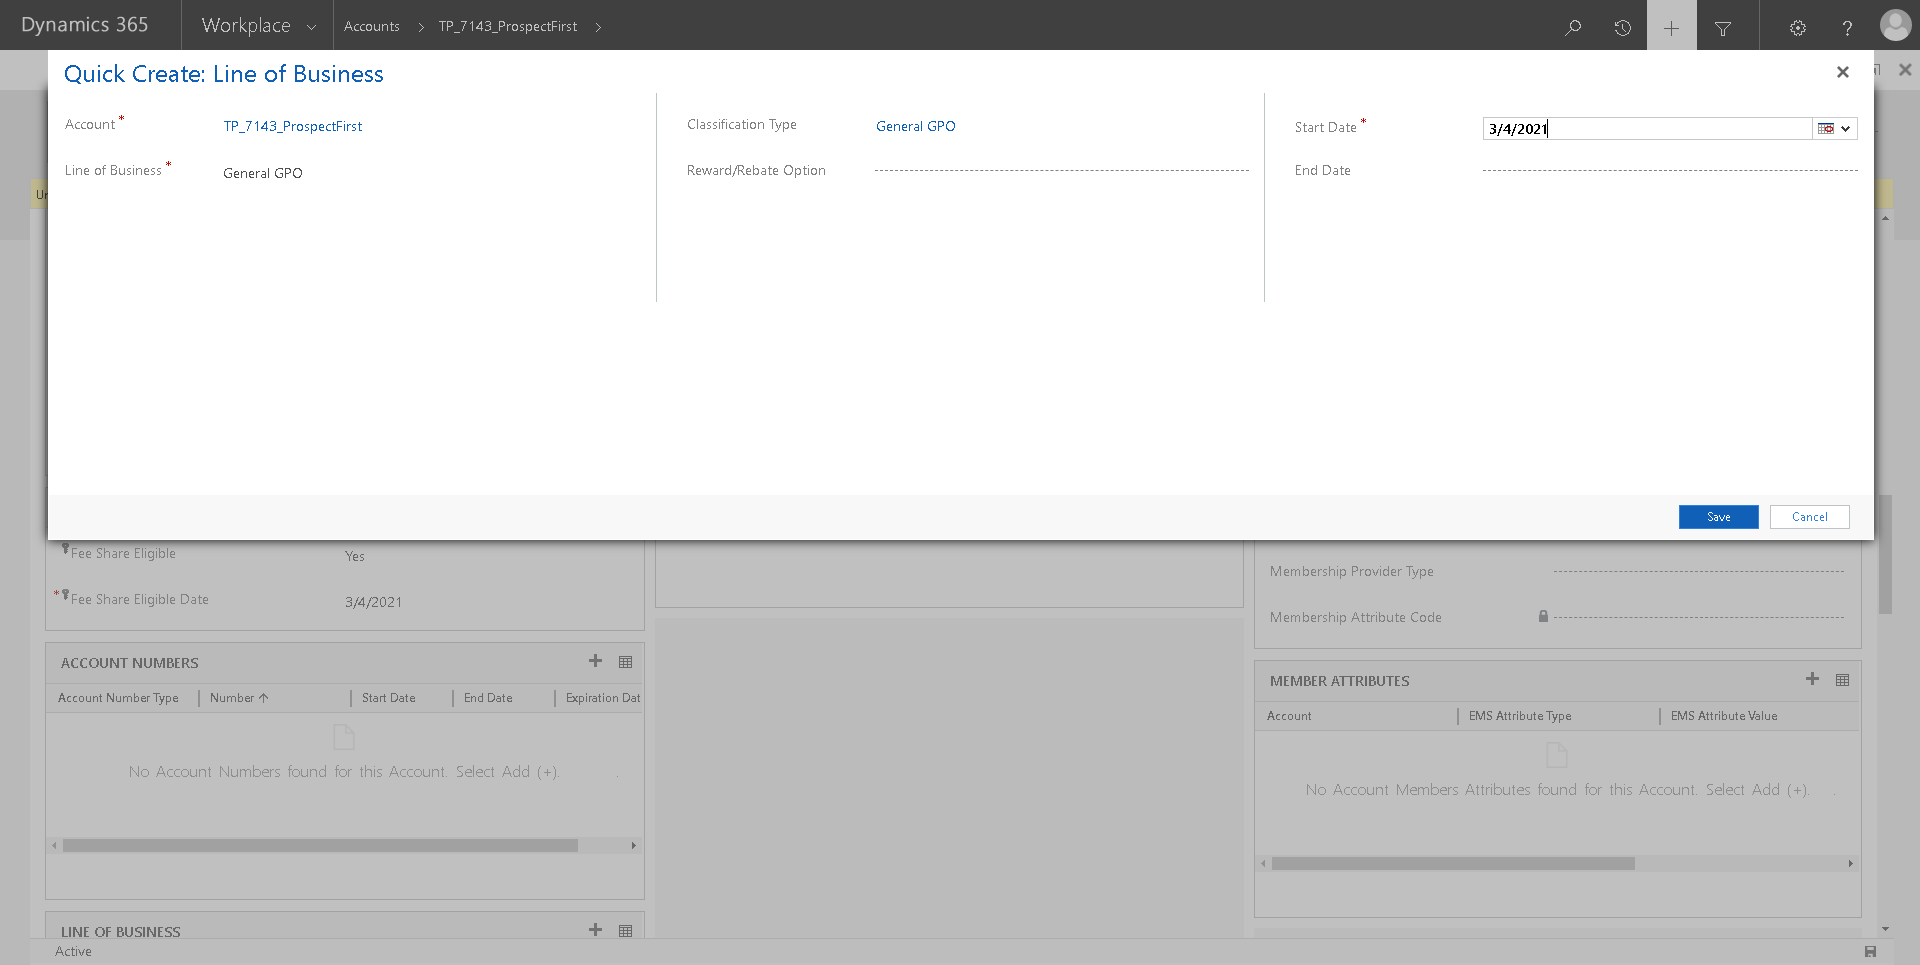 Dynamics 365 Workplace Accounts TP_7143_ProspectFirst ?
Quick Create: Line of Business
Account * TP_7143_ProspectFirst Classification Type General GPO Start Date * 3/4/2021
Line of Business * General GPO Reward/Rebate Option End Date
Fee Share Eligible Yes
Save Cancel
Membership Provider Type
* Fee Share Eligible Date 3/4/2021
Membership Attribute Code
ACCOUNT NUMBERS
MEMBER ATTRIBUTES
Account Number Type Number Start Date End Date Expiration Dat
Account EMS Attribute Type EMS Attribute Value
No Account Numbers found for this Account. Select Add (+). .
No Account Members Attributes found for this Account. Select Add (+). .
LINE OF BUSINESS
Active